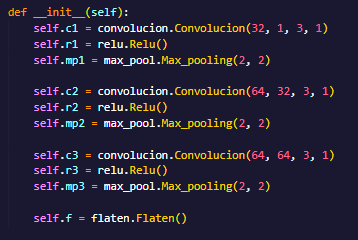 def __init__(self):
    self.c1 = convolucion.Convolucion(32, 1, 3, 1)
    self.r1 = relu.Relu()
    self.mp1 = max_pool.Max_pooling(2, 2)

    self.c2 = convolucion.Convolucion(64, 32, 3, 1)
    self.r2 = relu.Relu()
    self.mp2 = max_pool.Max_pooling(2, 2)

    self.c3 = convolucion.Convolucion(64, 64, 3, 1)
    self.r3 = relu.Relu()
    self.mp3 = max_pool.Max_pooling(2, 2)

    self.f = flaten.Flaten()